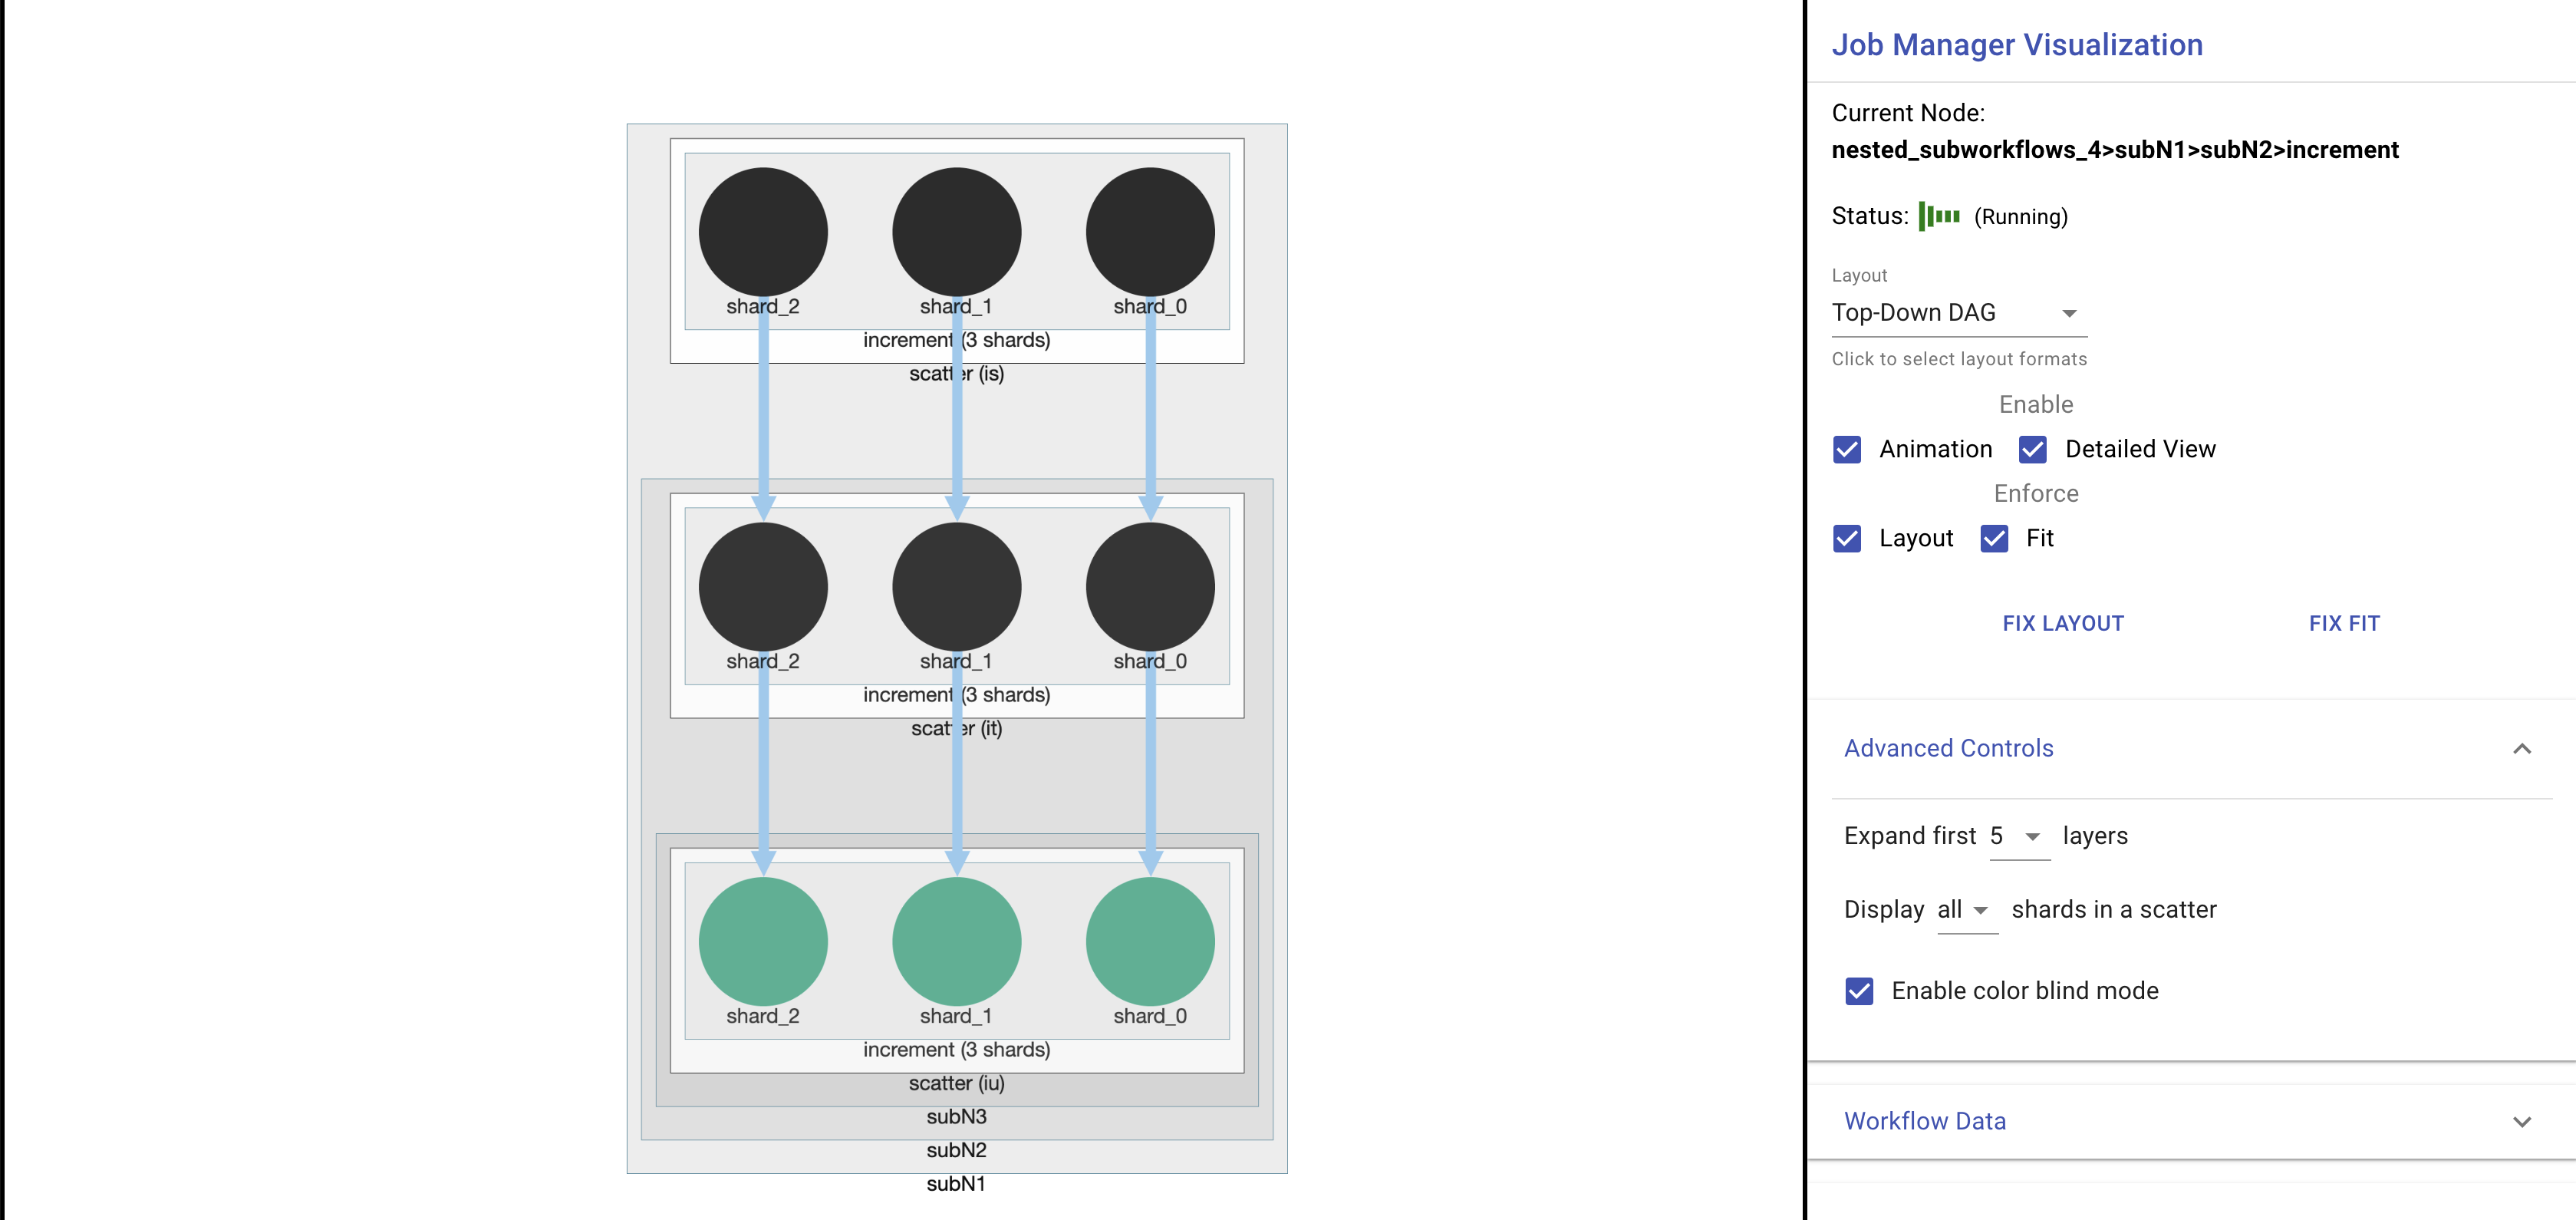 shard_2 shard_1 shard_0
increment (3 shards)
scatter (is)
shard_2 shard_1 shard_0
increment (3 shards)
scatter (it)
shard_2 shard_1 shard_0
increment (3 shards)
scatter (iu)
subN3
subN2
subN1
Job Manager Visualization
Current Node:
nested_subworkflows_4>subN1>subN2>increment
Status: (Running)
Layout
Top-Down DAG
Click to select layout formats
Enable
Animation Detailed View
Enforce
Layout Fit
FIX LAYOUT FIX FIT
Advanced Controls
Expand first 5 layers
Display all shards in a scatter
Enable color blind mode
Workflow Data